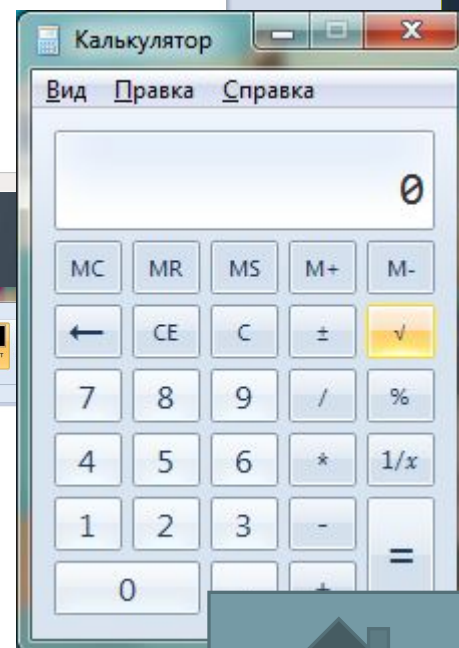 Калькулятор
Вид Правка Справка
0
MC MR MS M+ M-
← CE C ± √
7 8 9 / %
4 5 6 * 1/x
1 2 3 - =
0 +